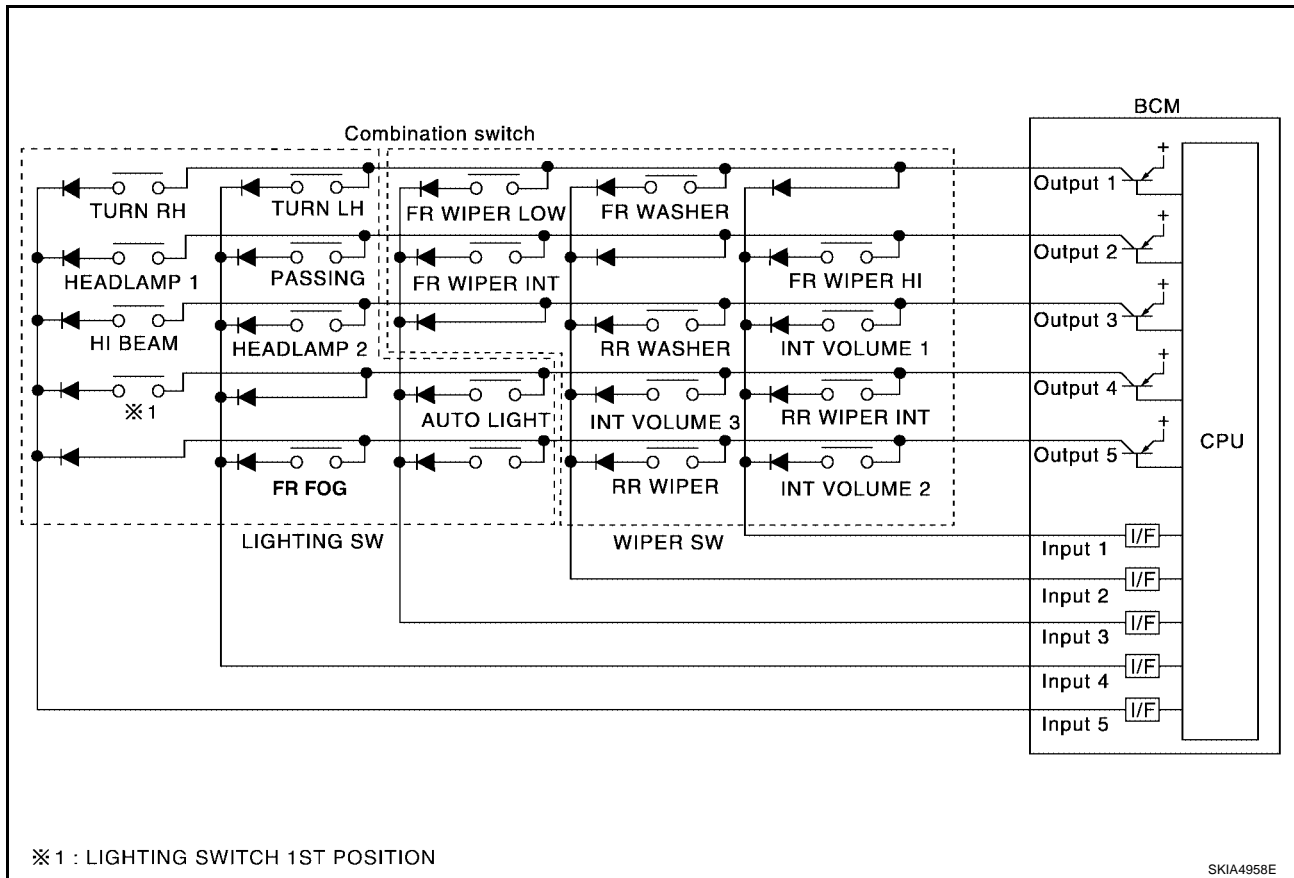 BCM
Combination switch
Output 1
TURN RH
TURN LH
FR WIPER LOW
FR WASHER
Output 2
HEADLAMP 1
PASSING
FR WIPER INT
FR WIPER HI
Output 3
HI BEAM
HEADLAMP 2
RR WASHER
INT VOLUME 1
Output 4
※1
AUTO LIGHT
INT VOLUME 3
RR WIPER INT
CPU
Output 5
FR FOG
RR WIPER
INT VOLUME 2
LIGHTING SW
WIPER SW
Input 1
I/F
Input 2
I/F
Input 3
I/F
Input 4
I/F
Input 5
I/F
+
+
+
+
+
※1 : LIGHTING SWITCH 1ST POSITION
SKIA4958E